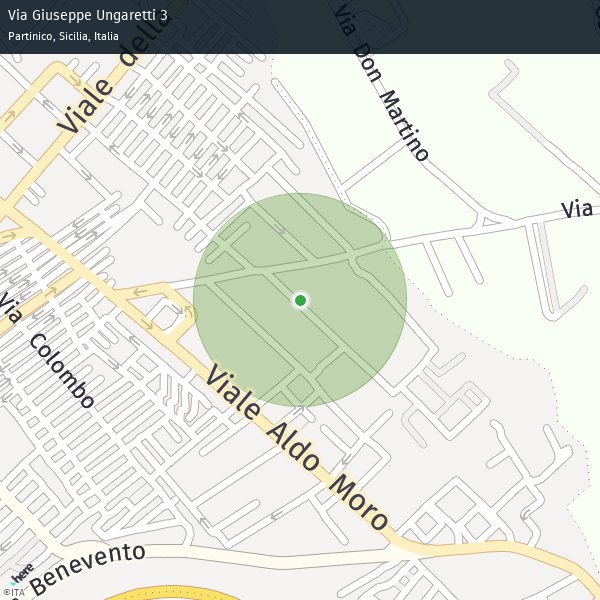 Via Giuseppe Ungaretti 3
Partinico, Sicilia, Italia
Viale della
Via Don Martino
Via
Via Colombo
Viale Aldo Moro
Benevento
here
©ITA